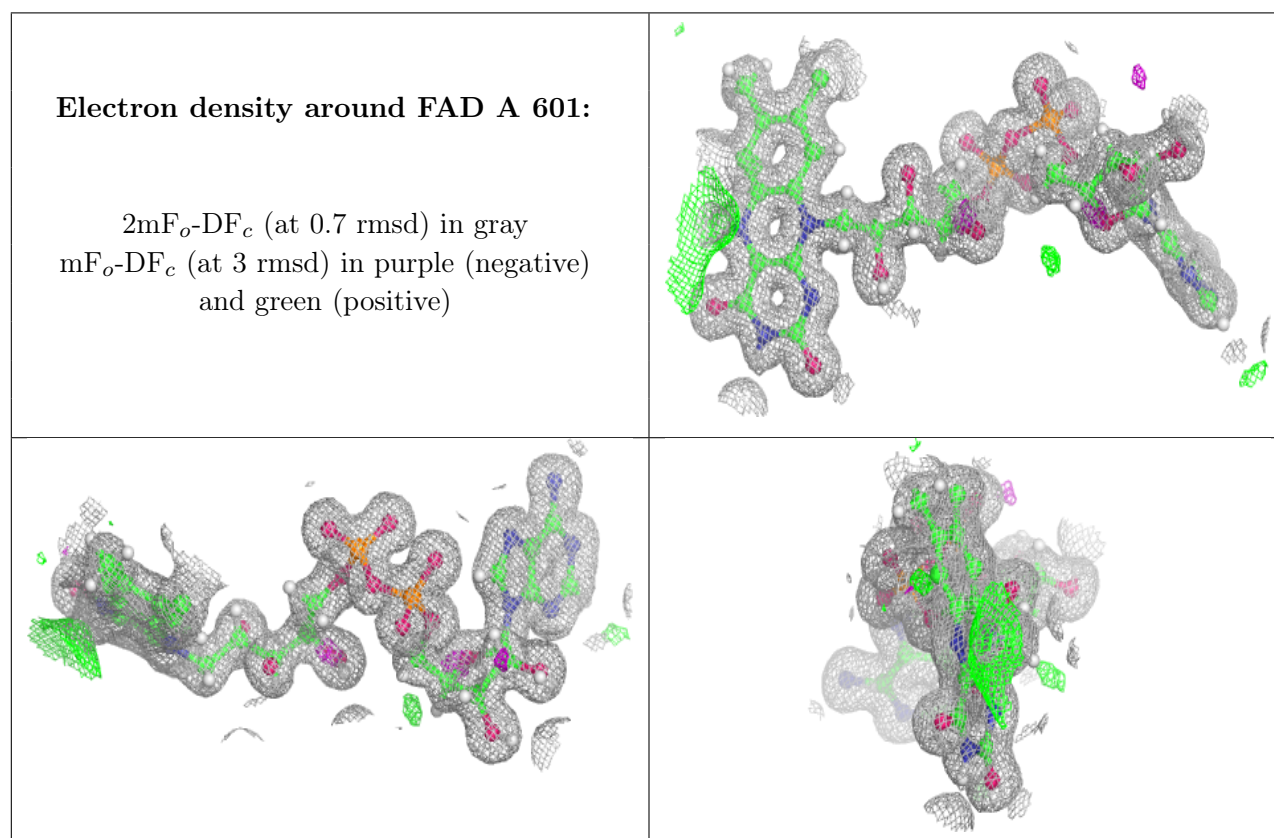 Electron density around FAD A 601:
2mFo-DFc (at 0.7 rmsd) in gray
mFo-DFc (at 3 rmsd) in purple (negative)
and green (positive)